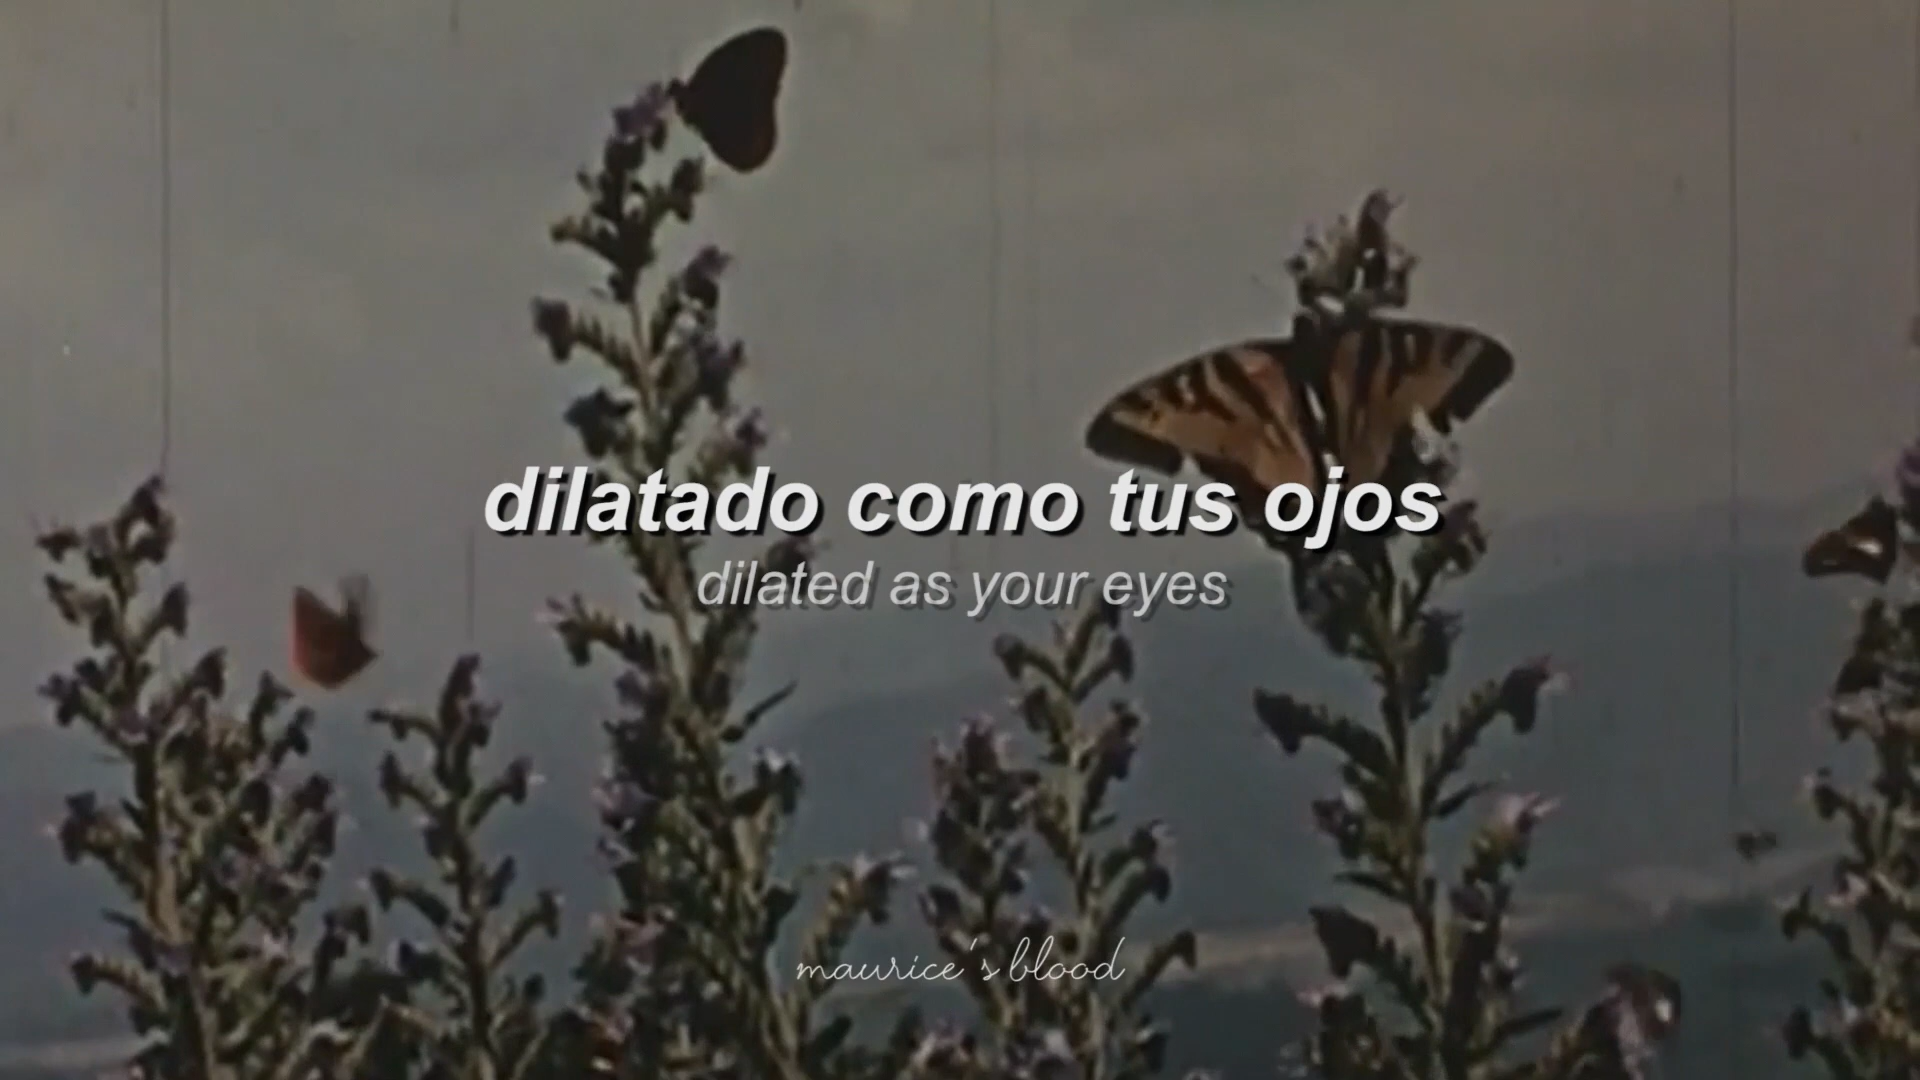 dilatado como tus ojos
dilated as your eyes
maurice's blood